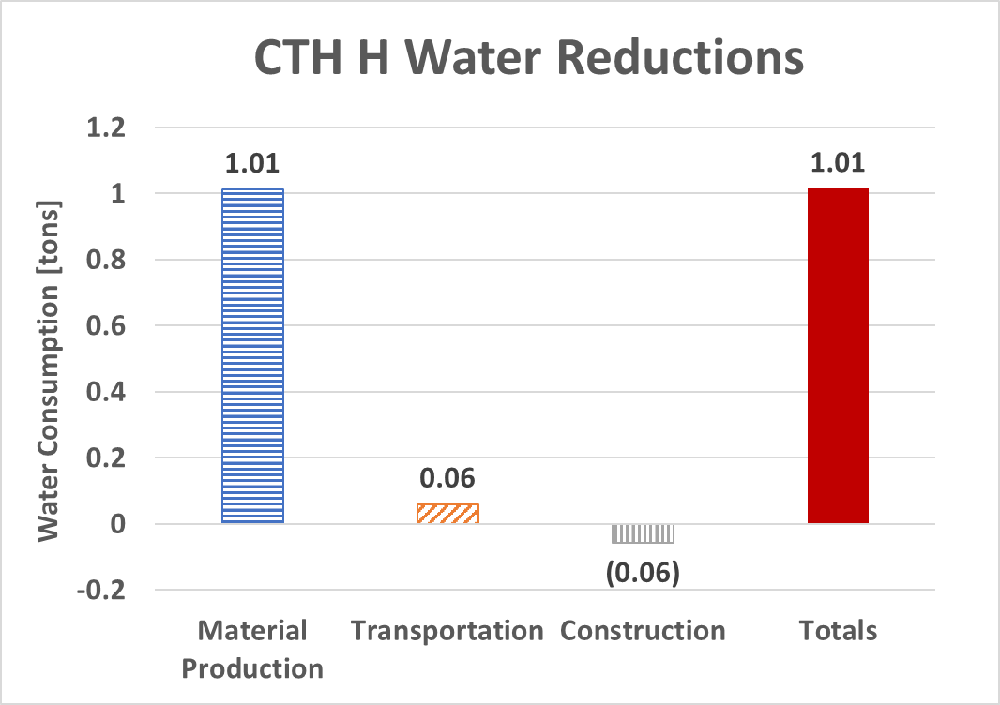 CTH H Water Reductions
Water Consumption [tons]
1.2
1
0.8
0.6
0.4
0.2
0
-0.2
1.01
0.06
(0.06)
1.01
Material
Production
Transportation
Construction
Totals